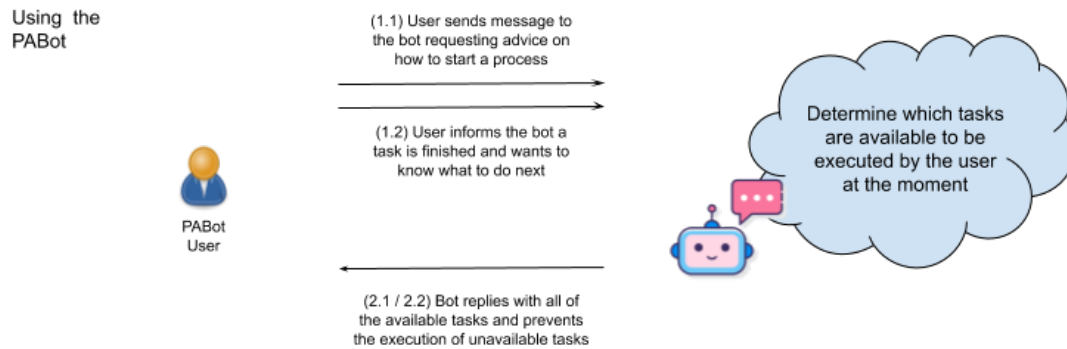 Using the
PABot
(1.1) User sends message to
the bot requesting advice on
how to start a process
(1.2) User informs the bot a
task is finished and wants to
know what to do next
PABot
User
Determine which tasks
are available to be
executed by the user
at the moment
(2.1 / 2.2) Bot replies with all of
the available tasks and prevents
the execution of unavailable tasks